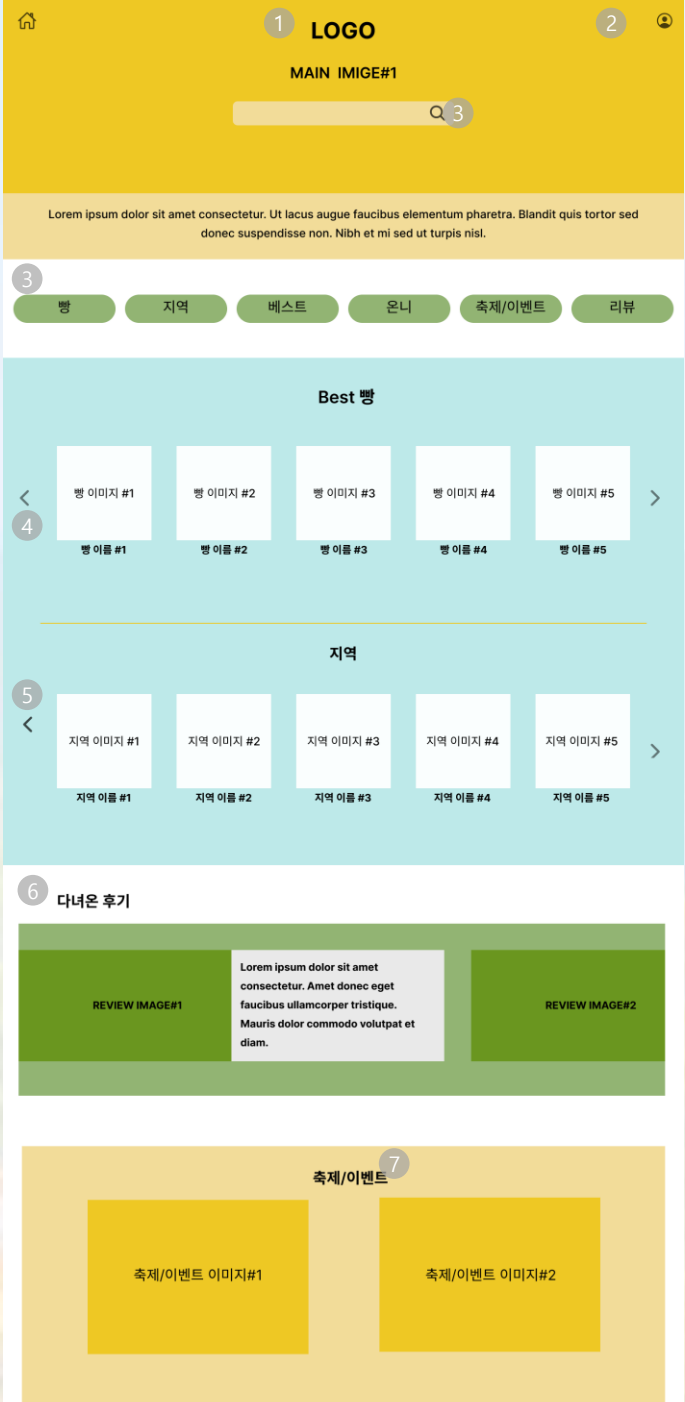 1
LOGO
2
MAIN IMIGE#1
3
Lorem ipsum dolor sit amet consectetur. Ut lacus augue faucibus elementum pharetra. Blandit quis tortor sed
donec suspendisse non. Nibh et mi sed ut turpis nisl.
3
빵 지역 베스트 온니 축제/이벤트 리뷰
Best 빵
빵 이미지 #1 빵 이미지 #2 빵 이미지 #3 빵 이미지 #4 빵 이미지 #5
4
빵 이름 #1 빵 이름 #2 빵 이름 #3 빵 이름 #4 빵 이름 #5
지역
5
지역 이미지 #1 지역 이미지 #2 지역 이미지 #3 지역 이미지 #4 지역 이미지 #5
지역 이름 #1 지역 이름 #2 지역 이름 #3 지역 이름 #4 지역 이름 #5
6
다녀온 후기
REVIEW IMAGE#1
Lorem ipsum dolor sit amet
consectetur. Amet donec eget
faucibus ullamcorper tristique.
Mauris dolor commodo volutpat et
diam.
REVIEW IMAGE#2
7
축제/이벤트
축제/이벤트 이미지#1 축제/이벤트 이미지#2